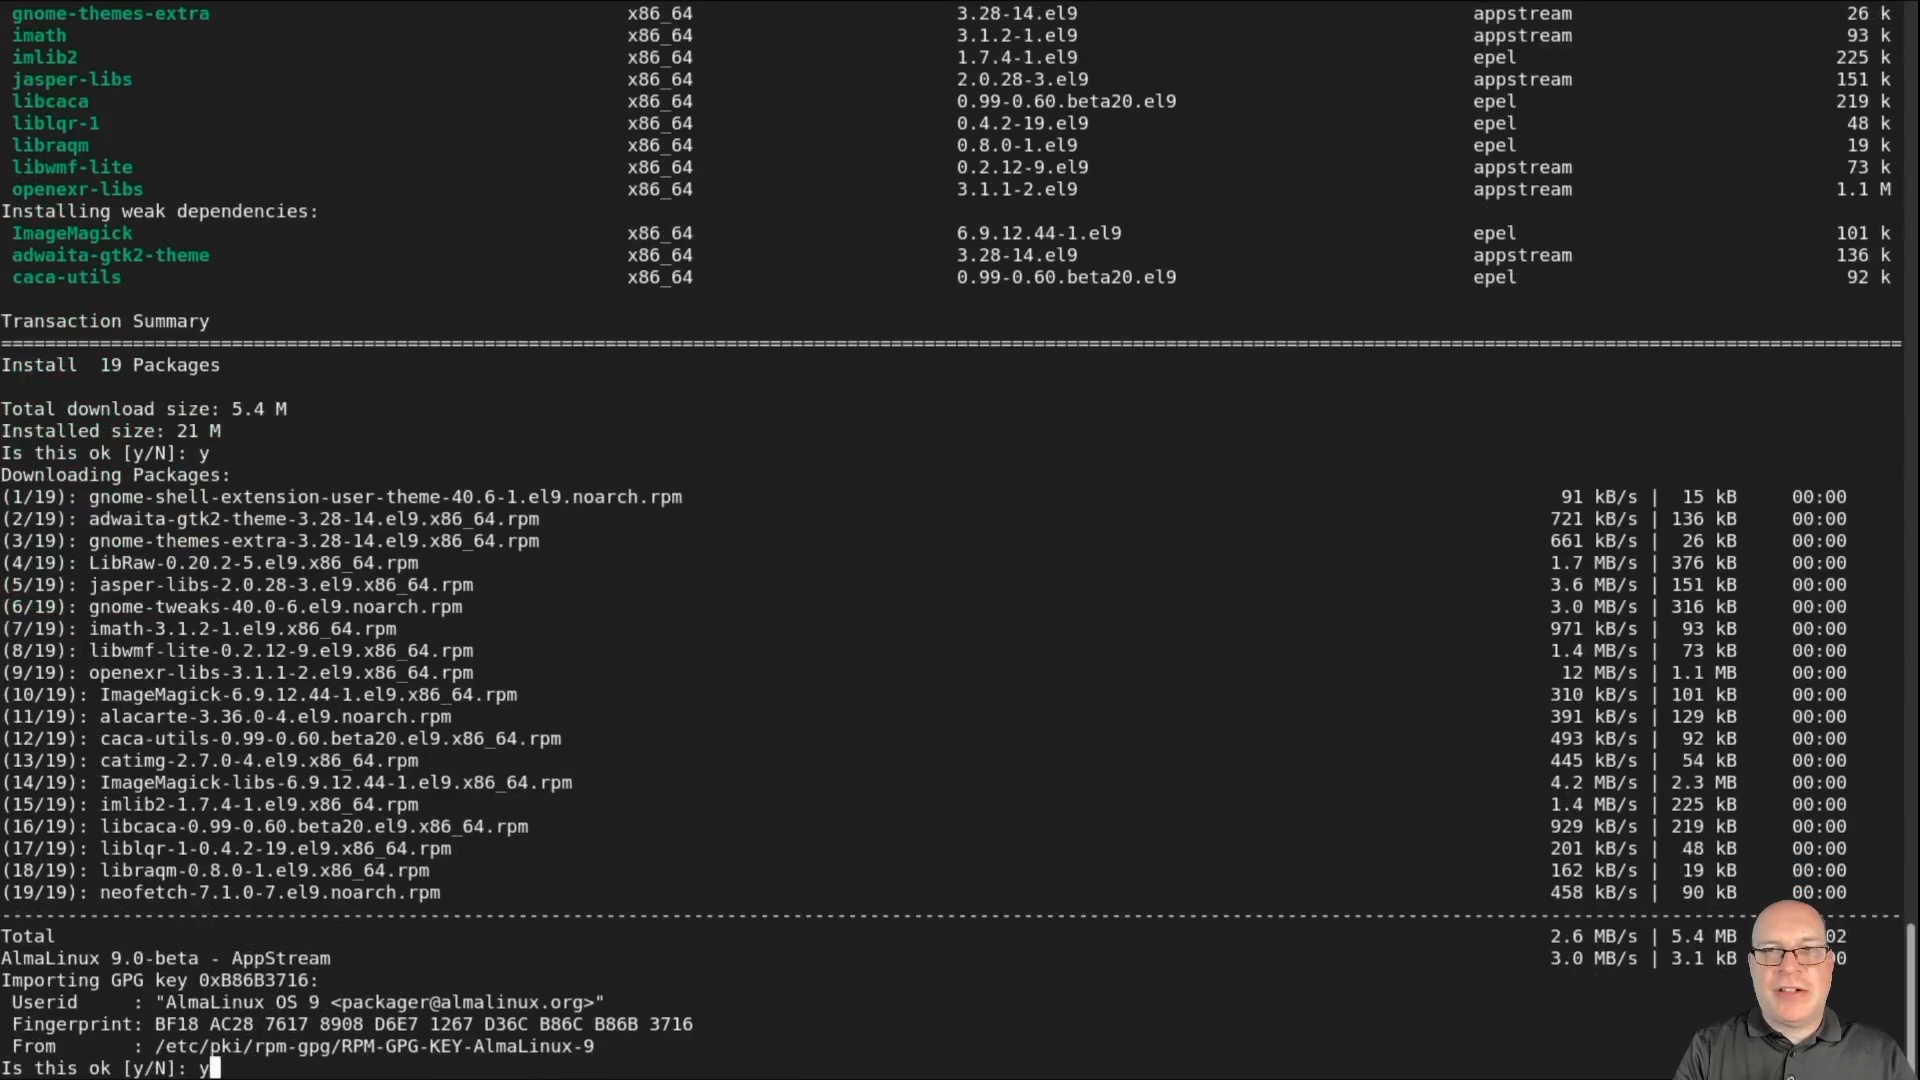 gnome-themes-extra x86_64 3.28-14.el9 appstream 26 k
imath x86_64 3.1.2-1.el9 appstream 93 k
imlib2 x86_64 1.7.4-1.el9 epel 225 k
jasper-libs x86_64 2.0.28-3.el9 appstream 151 k
libcaca x86_64 0.99-0.60.beta20.el9 epel 219 k
liblqr-1 x86_64 0.4.2-19.el9 epel 48 k
libraqm x86_64 0.8.0-1.el9 epel 19 k
libwmf-lite x86_64 0.2.12-9.el9 appstream 73 k
openexr-libs x86_64 3.1.1-2.el9 appstream 1.1 M
Installing weak dependencies:
ImageMagick x86_64 6.9.12.44-1.el9 epel 101 k
adwaita-gtk2-theme x86_64 3.28-14.el9 appstream 136 k
caca-utils x86_64 0.99-0.60.beta20.el9 epel 92 k
Transaction Summary
Install 19 Packages
Total download size: 5.4 M
Installed size: 21 M
Is this ok [y/N]: y
Downloading Packages:
(1/19): gnome-shell-extension-user-theme-40.6-1.el9.noarch.rpm 91 kB/s | 15 kB 00:00
(2/19): adwaita-gtk2-theme-3.28-14.el9.x86_64.rpm 721 kB/s | 136 kB 00:00
(3/19): gnome-themes-extra-3.28-14.el9.x86_64.rpm 661 kB/s | 26 kB 00:00
(4/19): LibRaw-0.20.2-5.el9.x86_64.rpm 1.7 MB/s | 376 kB 00:00
(5/19): jasper-libs-2.0.28-3.el9.x86_64.rpm 3.6 MB/s | 151 kB 00:00
(6/19): gnome-tweaks-40.0-6.el9.noarch.rpm 3.0 MB/s | 316 kB 00:00
(7/19): imath-3.1.2-1.el9.x86_64.rpm 971 kB/s | 93 kB 00:00
(8/19): libwmf-lite-0.2.12-9.el9.x86_64.rpm 1.4 MB/s | 73 kB 00:00
(9/19): openexr-libs-3.1.1-2.el9.x86_64.rpm 12 MB/s | 1.1 MB 00:00
(10/19): ImageMagick-6.9.12.44-1.el9.x86_64.rpm 310 kB/s | 101 kB 00:00
(11/19): alacarte-3.36.0-4.el9.noarch.rpm 391 kB/s | 129 kB 00:00
(12/19): caca-utils-0.99-0.60.beta20.el9.x86_64.rpm 493 kB/s | 92 kB 00:00
(13/19): catimg-2.7.0-4.el9.x86_64.rpm 445 kB/s | 54 kB 00:00
(14/19): ImageMagick-libs-6.9.12.44-1.el9.x86_64.rpm 4.2 MB/s | 2.3 MB 00:00
(15/19): imlib2-1.7.4-1.el9.x86_64.rpm 1.4 MB/s | 225 kB 00:00
(16/19): libcaca-0.99-0.60.beta20.el9.x86_64.rpm 929 kB/s | 219 kB 00:00
(17/19): liblqr-1-0.4.2-19.el9.x86_64.rpm 201 kB/s | 48 kB 00:00
(18/19): libraqm-0.8.0-1.el9.x86_64.rpm 162 kB/s | 19 kB 00:00
(19/19): neofetch-7.1.0-7.el9.noarch.rpm 458 kB/s | 90 kB 00:00
Total 2.6 MB/s | 5.4 MB 02
AlmaLinux 9.0-beta - AppStream 3.0 MB/s | 3.1 kB 0
Importing GPG key 0xB86B3716:
Userid : "AlmaLinux OS 9 <packager@almalinux.org>"
Fingerprint: BF18 AC28 7617 8908 D6E7 1267 D36C B86C B86B 3716
From : /etc/pki/rpm-gpg/RPM-GPG-KEY-AlmaLinux-9
Is this ok [y/N]: y